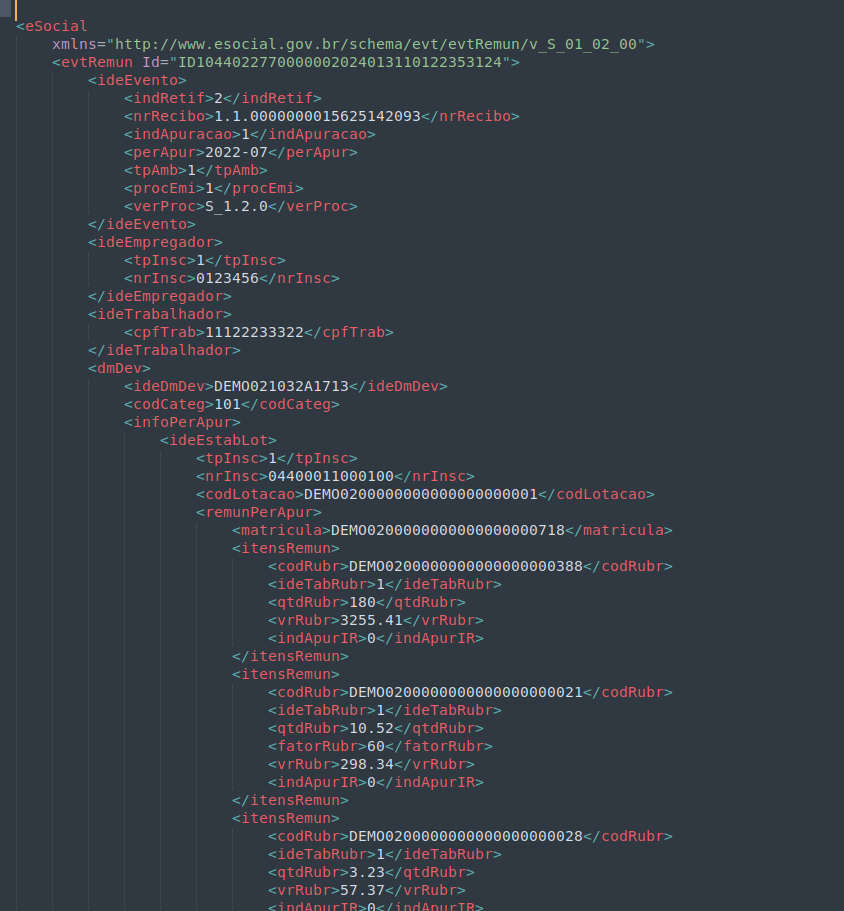 <eSocial
xmlns="http://www.esocial.gov.br/schema/evt/evtRemun/v_S_01_02_00">
<evtRemun Id="ID1044022770000002024013110122353124">
<ideEvento>
<indRetif>2</indRetif>
<nrRecibo>1.1.0000000015625142093</nrRecibo>
<indApuracao>1</indApuracao>
<perApur>2022-07</perApur>
<tpAmb>1</tpAmb>
<procEmi>1</procEmi>
<verProc>S_1.2.0</verProc>
</ideEvento>
<ideEmpregador>
<tpInsc>1</tpInsc>
<nrInsc>0123456</nrInsc>
</ideEmpregador>
<ideTrabalhador>
<cpfTrab>11122233322</cpfTrab>
</ideTrabalhador>
<dmDev>
<ideDmDev>DEMO021032A1713</ideDmDev>
<codCateg>101</codCateg>
<infoPerApur>
<ideEstabLot>
<tpInsc>1</tpInsc>
<nrInsc>04400011000100</nrInsc>
<codLotacao>DEMO0200000000000000000001</codLotacao>
<remunPerApur>
<matricula>DEMO0200000000000000000718</matricula>
<itensRemun>
<codRubr>DEMO0200000000000000000388</codRubr>
<ideTabRubr>1</ideTabRubr>
<qtdRubr>180</qtdRubr>
<vrRubr>3255.41</vrRubr>
<indApurIR>0</indApurIR>
</itensRemun>
<itensRemun>
<codRubr>DEMO0200000000000000000021</codRubr>
<ideTabRubr>1</ideTabRubr>
<qtdRubr>10.52</qtdRubr>
<fatorRubr>60</fatorRubr>
<vrRubr>298.34</vrRubr>
<indApurIR>0</indApurIR>
</itensRemun>
<itensRemun>
<codRubr>DEMO0200000000000000000028</codRubr>
<ideTabRubr>1</ideTabRubr>
<qtdRubr>3.23</qtdRubr>
<vrRubr>57.37</vrRubr>
<indApurIR>0</indApurIR>